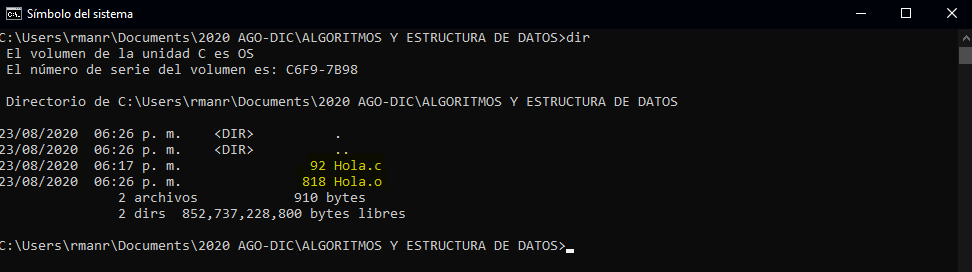 Símbolo del sistema
C:\Users\rmanr\Documents\2020 AGO-DIC\ALGORITMOS Y ESTRUCTURA DE DATOS>dir
El volumen de la unidad C es OS
El número de serie del volumen es: C6F9-7B98
Directorio de C:\Users\rmanr\Documents\2020 AGO-DIC\ALGORITMOS Y ESTRUCTURA DE DATOS
23/08/2020  06:26 p. m.    <DIR>          .
23/08/2020  06:26 p. m.    <DIR>          ..
23/08/2020  06:17 p. m.                92 Hola.c
23/08/2020  06:26 p. m.               818 Hola.o
2 archivos            910 bytes
2 dirs  852,737,228,800 bytes libres
C:\Users\rmanr\Documents\2020 AGO-DIC\ALGORITMOS Y ESTRUCTURA DE DATOS>